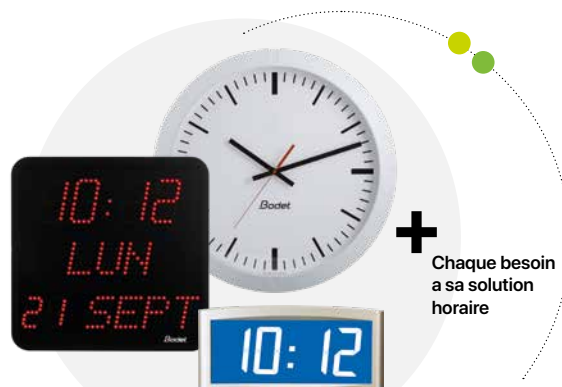 Bodet
10:12
LUN
21 SEPT
Bodet
10:12
+
Chaque besoin
a sa solution
horaire